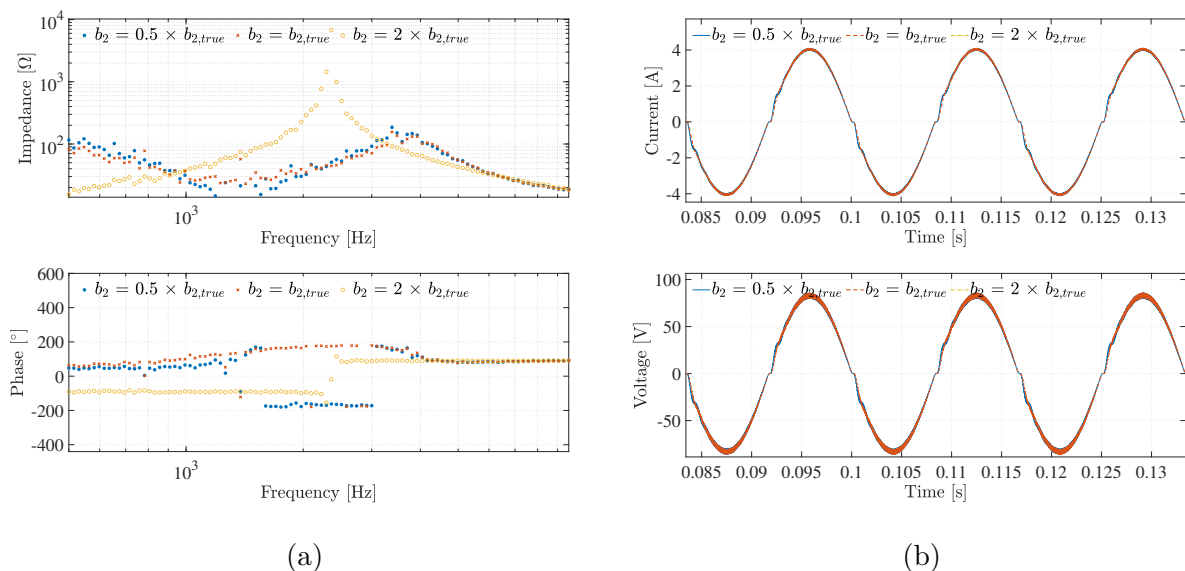 10^4
10^3
10^2
Impedance [Ω]
b_2 = 0.5 × b_{2,true} b_2 = b_{2,true} b_2 = 2 × b_{2,true}
10^3
Frequency [Hz]
600
400
200
0
-200
-400
Phase [°]
b_2 = 0.5 × b_{2,true} b_2 = b_{2,true} b_2 = 2 × b_{2,true}
10^3
Frequency [Hz]
(a)
4
2
0
-2
-4
Current [A]
b_2 = 0.5 × b_{2,true} b_2 = b_{2,true} b_2 = 2 × b_{2,true}
0.085 0.09 0.095 0.1 0.105 0.11 0.115 0.12 0.125 0.13
Time [s]
100
50
0
-50
Voltage [V]
b_2 = 0.5 × b_{2,true} b_2 = b_{2,true} b_2 = 2 × b_{2,true}
0.085 0.09 0.095 0.1 0.105 0.11 0.115 0.12 0.125 0.13
Time [s]
(b)